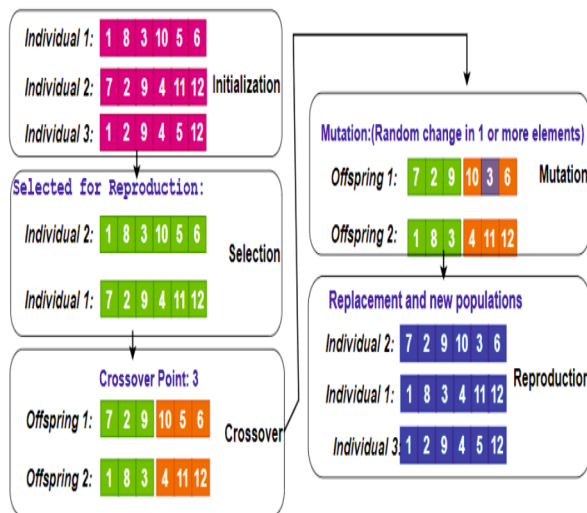 Individual 1: 1 8 3 10 5 6
Individual 2: 7 2 9 4 11 12
Initialization
Individual 3: 1 2 9 4 5 12
Selected for Reproduction:
Individual 2: 1 8 3 10 5 6
Selection
Individual 1: 7 2 9 4 11 12
Crossover Point: 3
Offspring 1: 7 2 9 10 5 6
Crossover
Offspring 2: 1 8 3 4 11 12
Mutation:(Random change in 1 or more elements)
Offspring 1: 7 2 9 10 3 6
Mutation
Offspring 2: 1 8 3 4 11 12
Replacement and new populations
Individual 2: 7 2 9 10 3 6
Reproduction
Individual 1: 1 8 3 4 11 12
Individual 3: 1 2 9 4 5 12